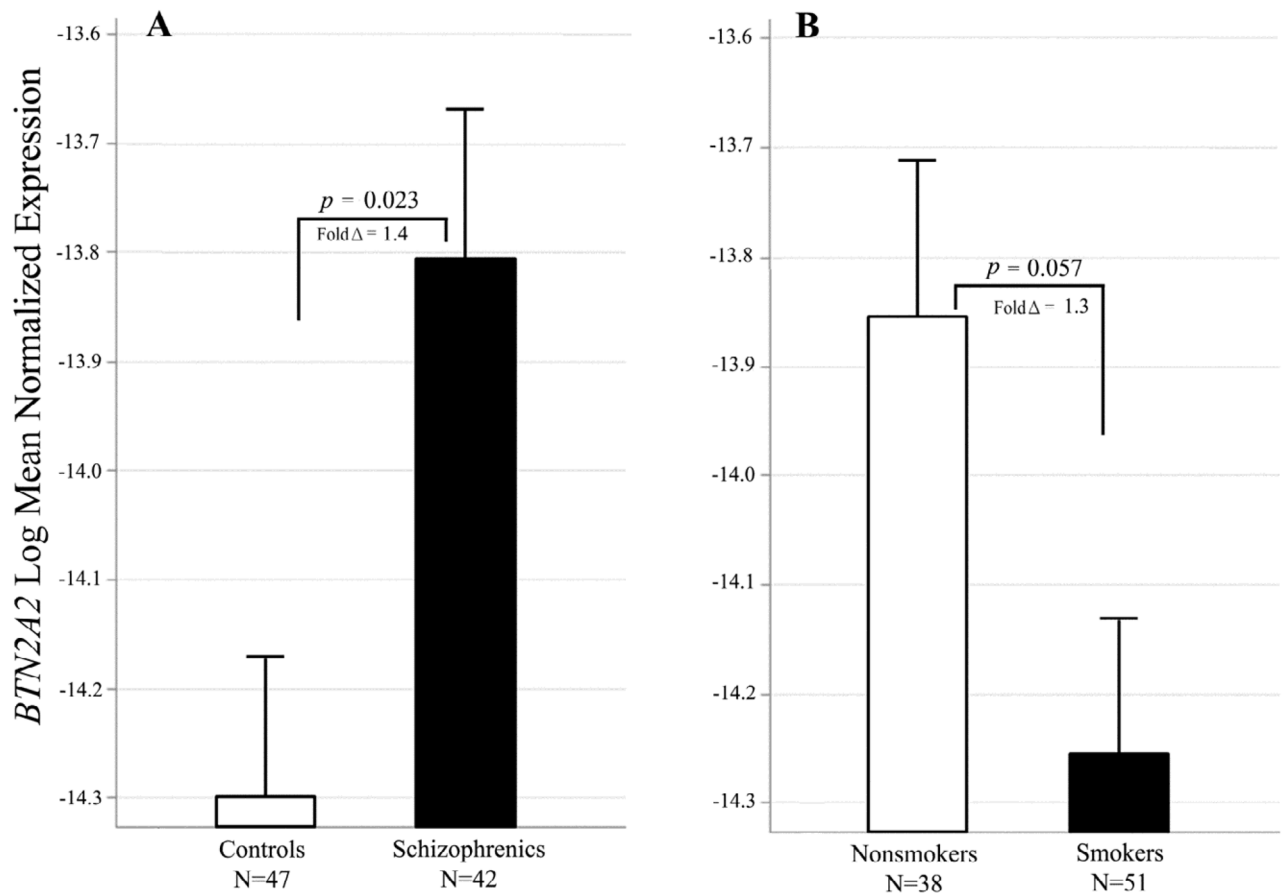 BTN2A2 Log Mean Normalized Expression
A
-13.6
-13.7
-13.8
-13.9
-14.0
-14.1
-14.2
-14.3
p = 0.023
Fold Δ = 1.4
Controls
N=47
Schizophrenics
N=42
B
-13.6
-13.7
-13.8
-13.9
-14.0
-14.1
-14.2
-14.3
p = 0.057
Fold Δ = 1.3
Nonsmokers
N=38
Smokers
N=51